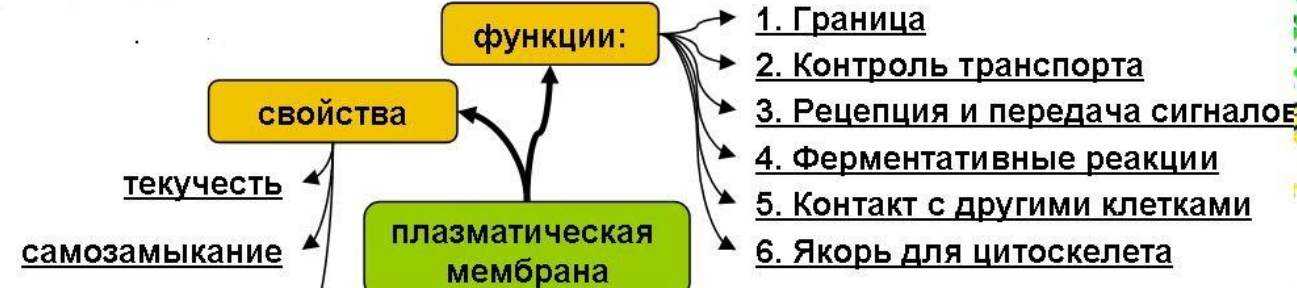 функции:
1. Граница
2. Контроль транспорта
3. Рецепция и передача сигналов
4. Ферментативные реакции
5. Контакт с другими клетками
6. Якорь для цитоскелета
свойства
текучесть
самозамыкание
плазматическая
мембрана